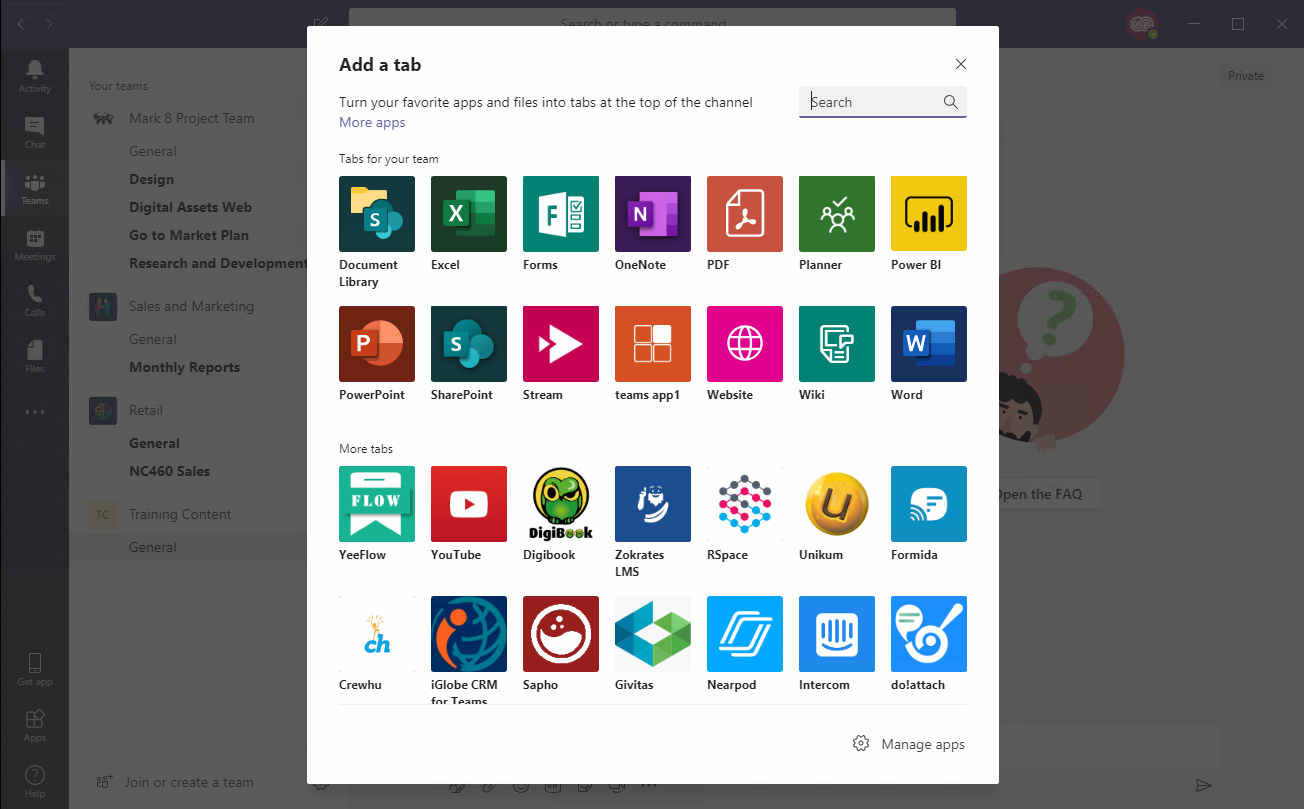 Search or type a command
Activity
Chat
Teams
Meetings
Calls
Files
Get app
Apps
Help
Your teams
Mark 8 Project Team
General
Design
Digital Assets Web
Go to Market Plan
Research and Development
Sales and Marketing
General
Monthly Reports
Retail
General
NC460 Sales
TC Training Content
General
Join or create a team
Private
Open the FAQ
Add a tab
Turn your favorite apps and files into tabs at the top of the channel
More apps
Search
Tabs for your team
Document Excel Forms OneNote PDF Planner Power BI
Library
PowerPoint SharePoint Stream teams app1 Website Wiki Word
More tabs
FLOW
DigiBook
YeeFlow YouTube Digibook Zokrates RSpace Unikum Formida
LMS
ch
Crewhu iGlobe CRM Sapho Givitas Nearpod Intercom do!attach
for Teams
Manage apps